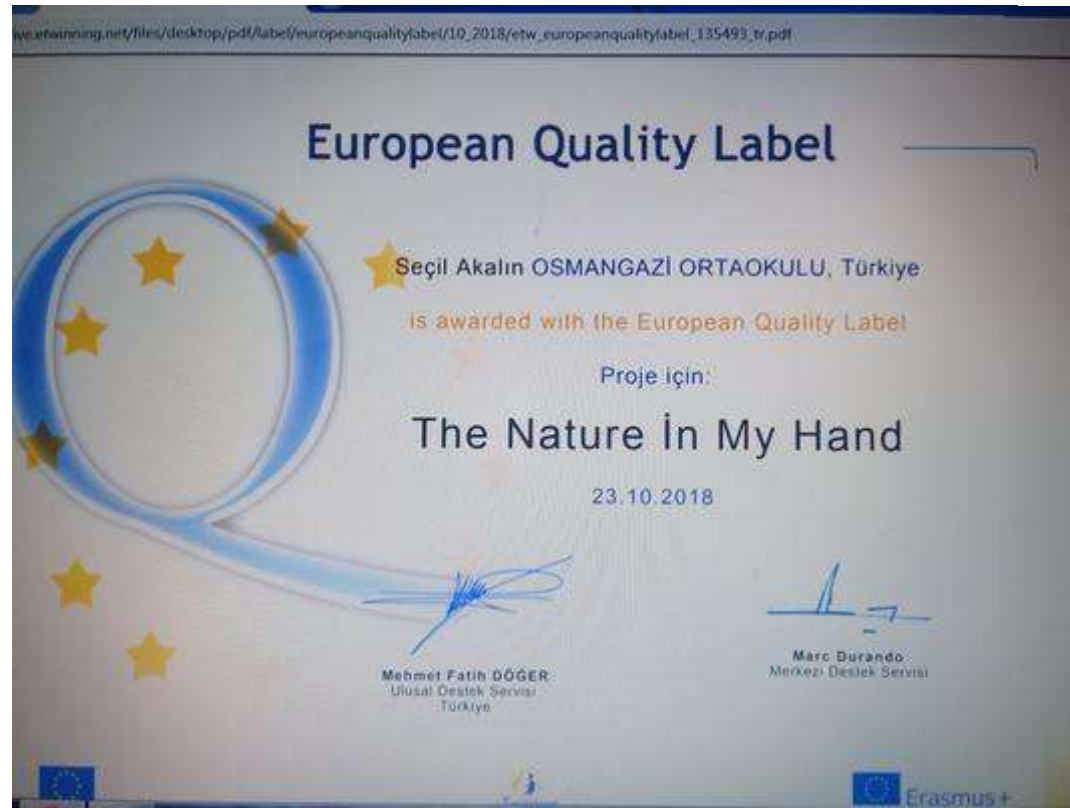 ive.etwinning.net/files/desktop/pdf/label/europeanqualitylabel/10_2018/etw_europeanqualitylabel_135493_tr.pdf
European Quality Label
Seçil Akalın OSMANGAZİ ORTAOKULU, Türkiye
is awarded with the European Quality Label
Proje için:
The Nature İn My Hand
23.10.2018
Mehmet Fatih DÖĞER
Ulusal Destek Servisi
Türkiye
Marc Durando
Merkezi Destek Servisi
Erasmus+